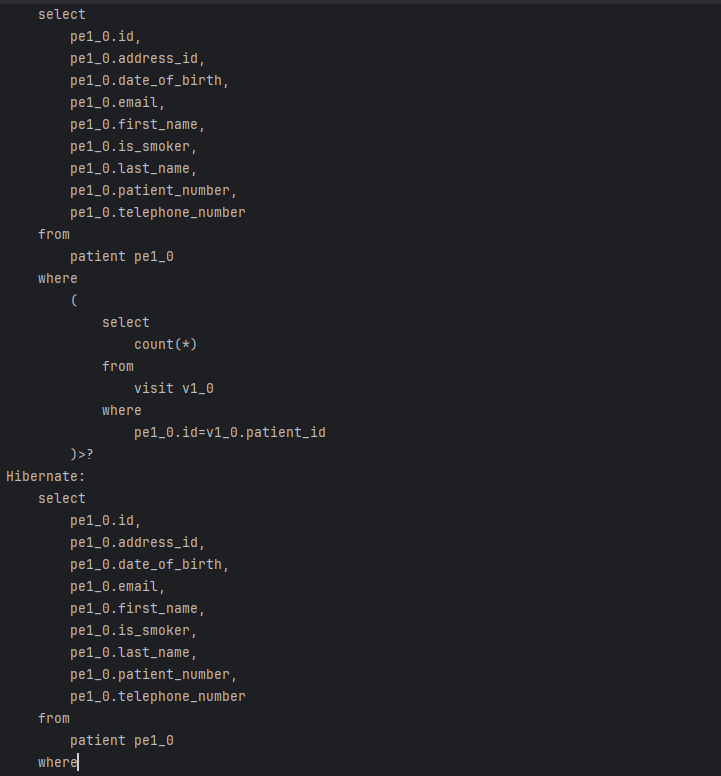 select
pe1_0.id,
pe1_0.address_id,
pe1_0.date_of_birth,
pe1_0.email,
pe1_0.first_name,
pe1_0.is_smoker,
pe1_0.last_name,
pe1_0.patient_number,
pe1_0.telephone_number
from
patient pe1_0
where
(
select
count(*)
from
visit v1_0
where
pe1_0.id=v1_0.patient_id
)>?
Hibernate:
select
pe1_0.id,
pe1_0.address_id,
pe1_0.date_of_birth,
pe1_0.email,
pe1_0.first_name,
pe1_0.is_smoker,
pe1_0.last_name,
pe1_0.patient_number,
pe1_0.telephone_number
from
patient pe1_0
where